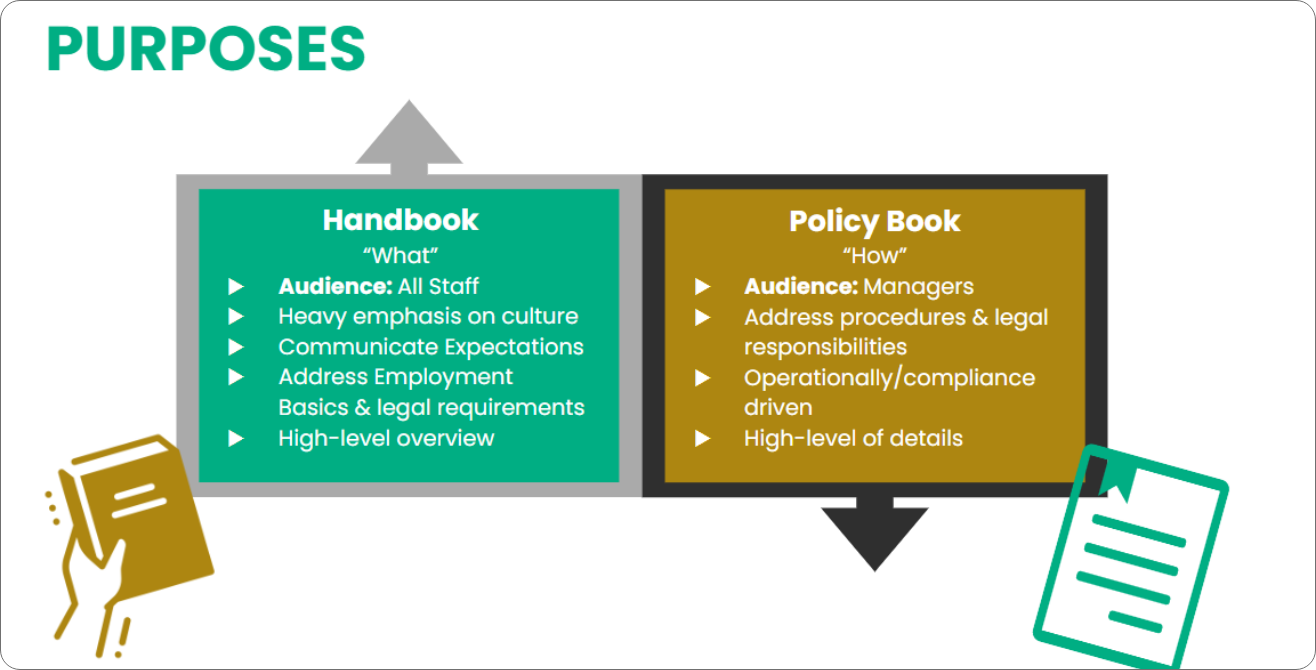 PURPOSES
Handbook
“What”
Audience: All Staff
Heavy emphasis on culture
Communicate Expectations
Address Employment
Basics & legal requirements
High-level overview
Policy Book
“How”
Audience: Managers
Address procedures & legal
responsibilities
Operationally/compliance
driven
High-level of details